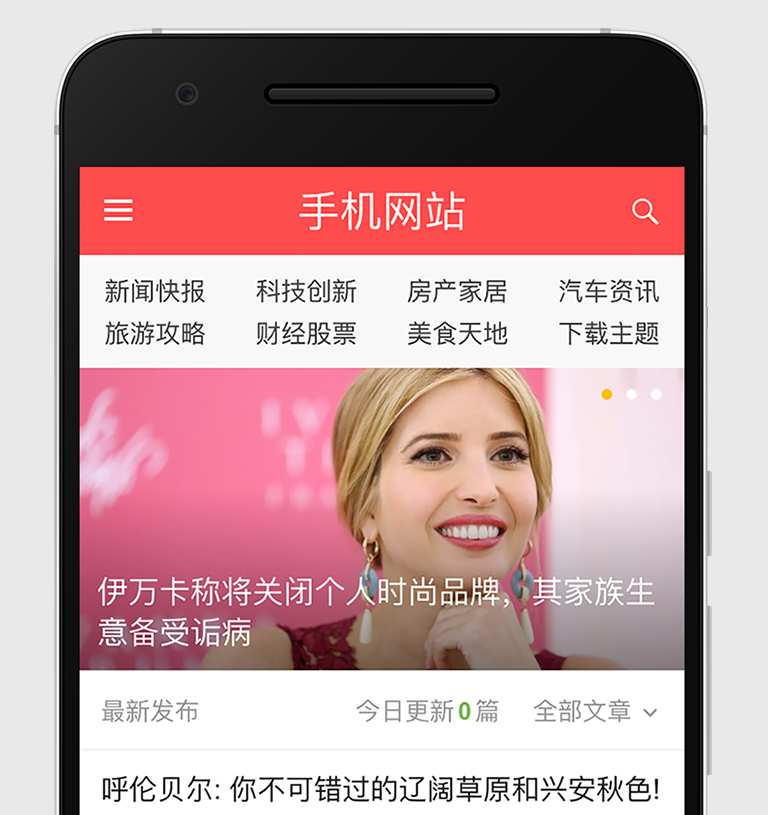 手机网站
新闻快报 科技创新 房产家居 汽车资讯
旅游攻略 财经股票 美食天地 下载主题
伊万卡称将关闭个人时尚品牌，其家族生
意备受诟病
最新发布 今日更新0篇 全部文章
呼伦贝尔: 你不可错过的辽阔草原和兴安秋色!